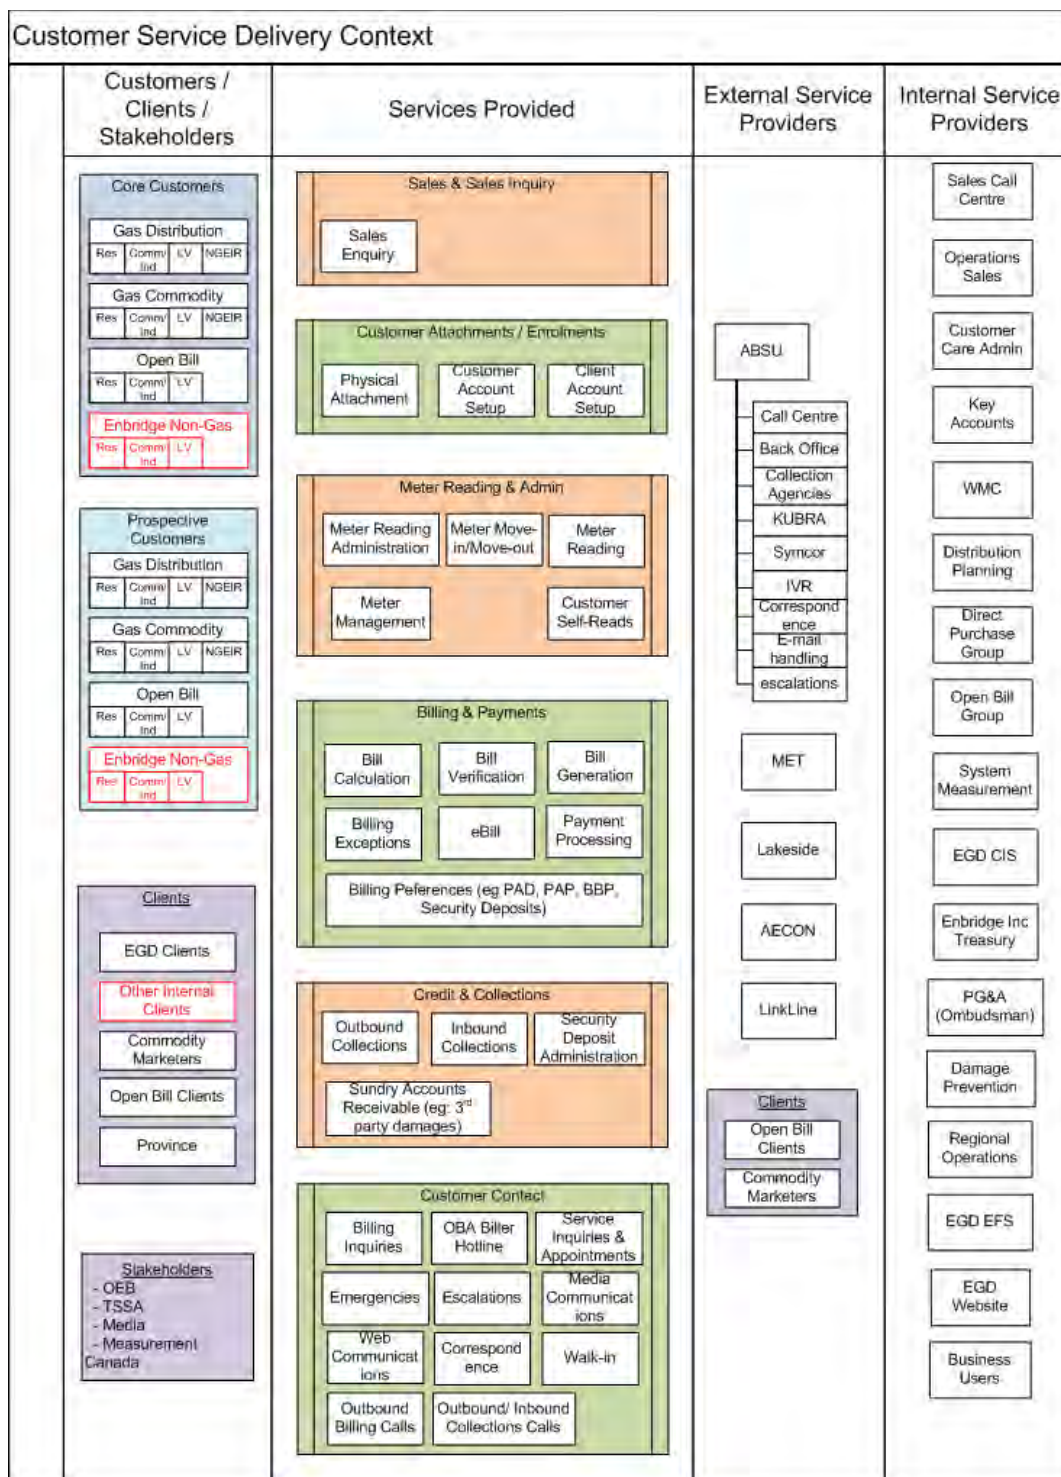 Customer Service Delivery Context
Customers /
Clients /
Stakeholders
Services Provided
External Service
Providers
Internal Service
Providers
Core Customers
Gas Distribution
Res Comm/ LV NGEIR
Ind
Gas Commodity
Res Comm/ LV NGEIR
Ind
Open Bill
Res Comm/ LV
Ind
Enbridge Non-Gas
Res Comm/ LV
Ind
Prospective
Customers
Gas Distribution
Res Comm/ LV NGEIR
Ind
Gas Commodity
Res Comm/ LV NGEIR
Ind
Open Bill
Res Comm/ LV
Ind
Enbridge Non-Gas
Res Comm/ LV
Ind
Clients
EGD Clients
Other Internal
Clients
Commodity
Marketers
Open Bill Clients
Province
Stakeholders
- OEB
- TSSA
- Media
- Measurement
Canada
Sales & Sales Inquiry
Sales
Enquiry
Customer Attachments / Enrolments
Physical
Attachment
Customer
Account
Setup
Client
Account
Setup
Meter Reading & Admin
Meter Reading
Administration
Meter Move-
in/Move-out
Meter
Reading
Meter
Management
Customer
Self-Reads
Billing & Payments
Bill
Calculation
Bill
Verification
Bill
Generation
Billing
Exceptions
eBill
Payment
Processing
Billing Peferences (eg PAD, PAP, BBP,
Security Deposits)
Credit & Collections
Outbound
Collections
Inbound
Collections
Security
Deposit
Administration
Sundry Accounts
Receivable (eg: 3rd
party damages)
Customer Contact
Billing
Inquiries
OBA Biller
Hotline
Service
Inquiries &
Appointments
Emergencies
Escalations
Media
Communicat
ions
Web
Communicat
ions
Correspond
ence
Walk-in
Outbound
Billing Calls
Outbound/ Inbound
Collections Calls
ABSU
Call Centre
Back Office
Collection
Agencies
KUBRA
Symcor
IVR
Correspond
ence
E-mail
handling
escalations
MET
Lakeside
AECON
LinkLine
Clients
Open Bill
Clients
Commodity
Marketers
Sales Call
Centre
Operations
Sales
Customer
Care Admin
Key
Accounts
WMC
Distribution
Planning
Direct
Purchase
Group
Open Bill
Group
System
Measurement
EGD CIS
Enbridge Inc
Treasury
PG&A
(Ombudsman)
Damage
Prevention
Regional
Operations
EGD EFS
EGD
Website
Business
Users